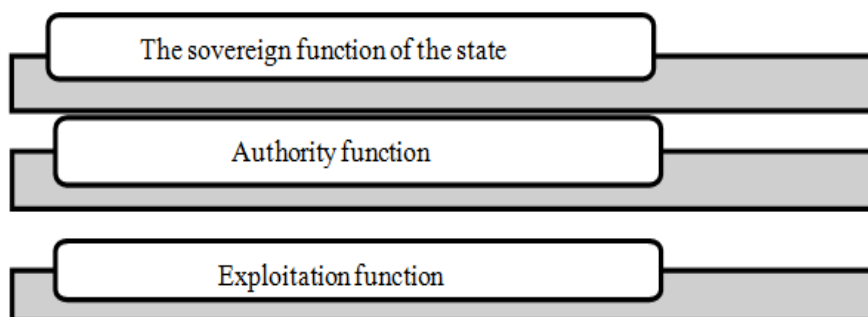 The sovereign function of the state
Authority function
Exploitation function